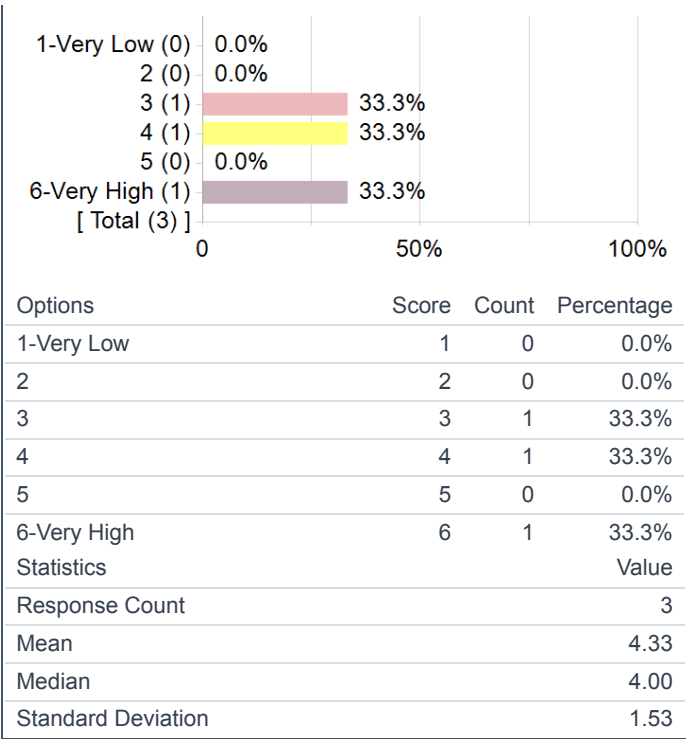 1-Very Low (0) 0.0%
2 (0) 0.0%
3 (1) 33.3%
4 (1) 33.3%
5 (0) 0.0%
6-Very High (1) 33.3%
[ Total (3) ]
0 50% 100%
Options Score Count Percentage
1-Very Low 1 0 0.0%
2 2 0 0.0%
3 3 1 33.3%
4 4 1 33.3%
5 5 0 0.0%
6-Very High 6 1 33.3%
Statistics Value
Response Count 3
Mean 4.33
Median 4.00
Standard Deviation 1.53